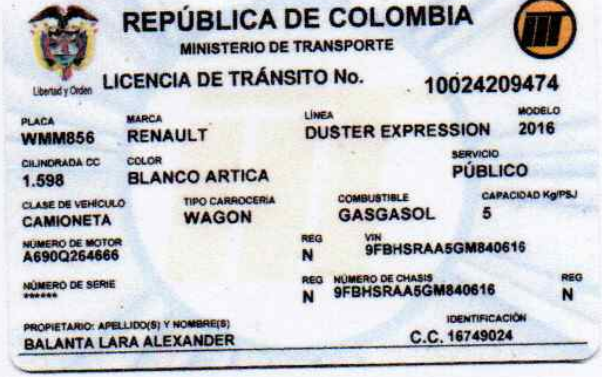 REPÚBLICA DE COLOMBIA
MINISTERIO DE TRANSPORTE
Libertad y Orden
LICENCIA DE TRÁNSITO No. 10024209474
PLACA MARCA LÍNEA MODELO
WMM856 RENAULT DUSTER EXPRESSION 2016
CILINDRADA CC COLOR SERVICIO
1.598 BLANCO ARTICA PÚBLICO
CLASE DE VEHÍCULO TIPO CARROCERIA COMBUSTIBLE CAPACIDAD Kg/PSJ
CAMIONETA WAGON GASGASOL 5
NÚMERO DE MOTOR REG VIN
A690Q264666 N 9FBHSRAA5GM840616
NÚMERO DE SERIE REG NÚMERO DE CHASIS REG
****** N 9FBHSRAA5GM840616 N
PROPIETARIO: APELLIDO(S) Y NOMBRE(S) IDENTIFICACIÓN
BALANTA LARA ALEXANDER C.C. 16749024